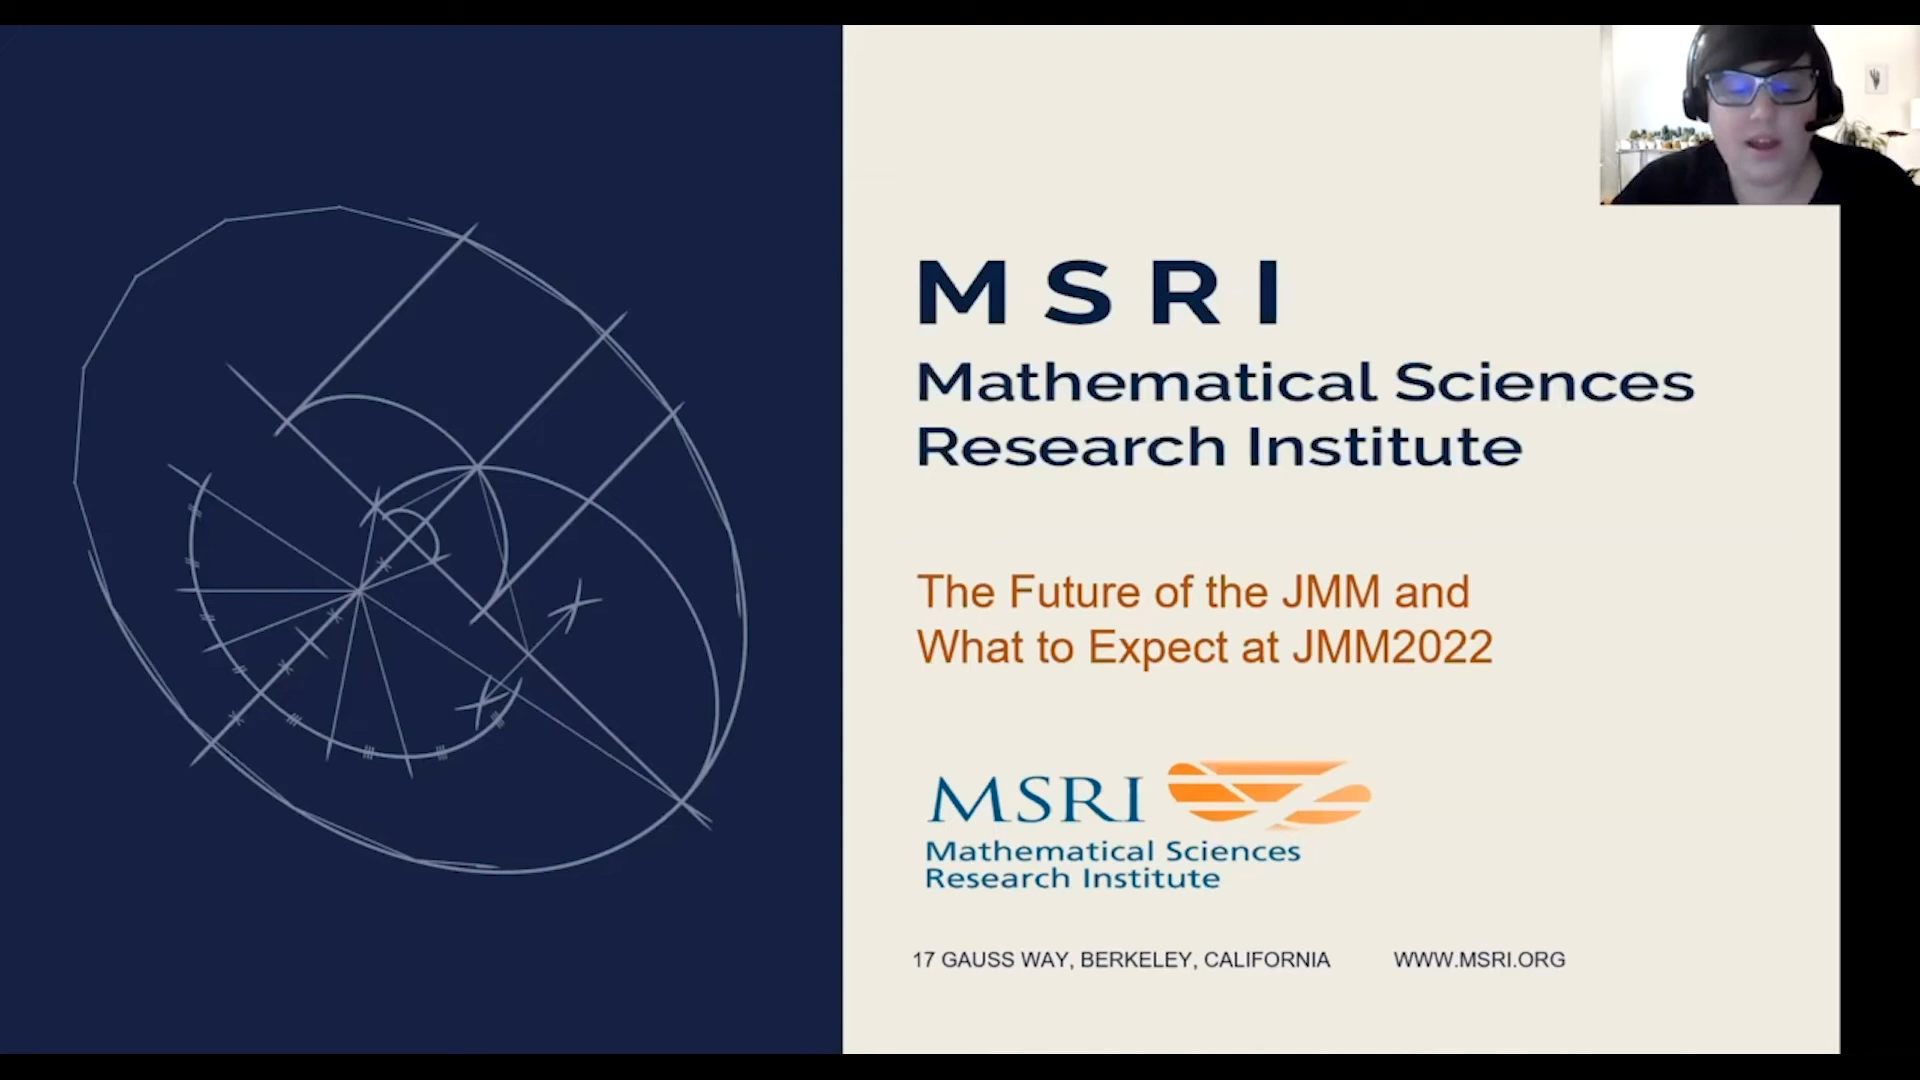 M S R I
Mathematical Sciences
Research Institute
The Future of the JMM and
What to Expect at JMM2022
MSRI
Mathematical Sciences
Research Institute
17 GAUSS WAY, BERKELEY, CALIFORNIA WWW.MSRI.ORG